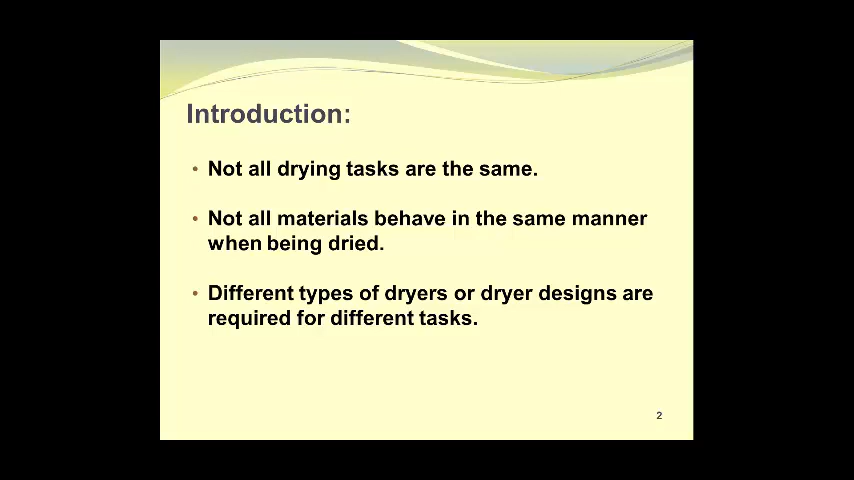 Introduction:
• Not all drying tasks are the same.
• Not all materials behave in the same manner
when being dried.
• Different types of dryers or dryer designs are
required for different tasks.
2